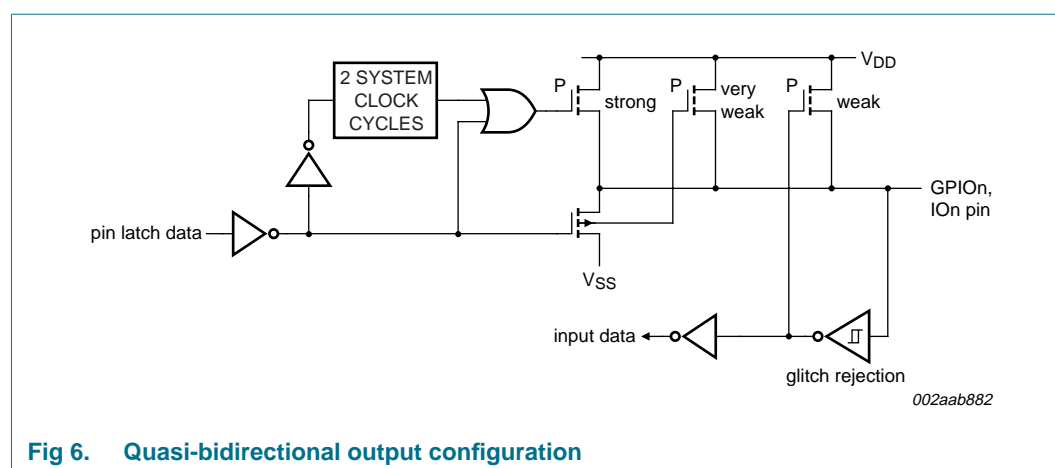 2 SYSTEM
CLOCK
CYCLES
P
strong
P
very
weak
P
weak
VDD
GPIOn,
IOn pin
pin latch data
VSS
input data
glitch rejection
002aab882
Fig 6. Quasi-bidirectional output configuration